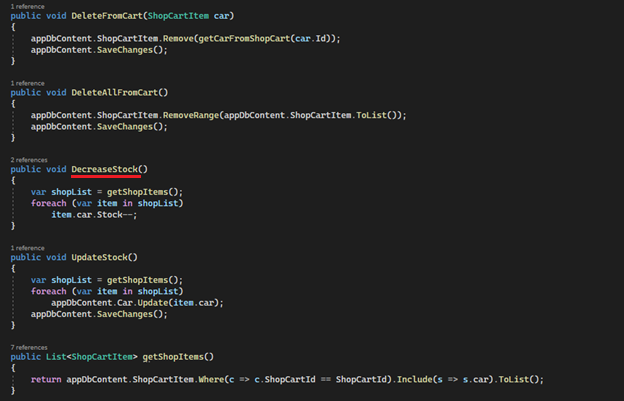 1 reference
public void DeleteFromCart(ShopCartItem car)
{
appDbContent.ShopCartItem.Remove(getCarFromShopCart(car.Id));
appDbContent.SaveChanges();
}
1 reference
public void DeleteAllFromCart()
{
appDbContent.ShopCartItem.RemoveRange(appDbContent.ShopCartItem.ToList());
appDbContent.SaveChanges();
}
2 references
public void DecreaseStock()
{
var shopList = getShopItems();
foreach (var item in shopList)
item.car.Stock--;
}
1 reference
public void UpdateStock()
{
var shopList = getShopItems();
foreach (var item in shopList)
appDbContent.Car.Update(item.car);
appDbContent.SaveChanges();
}
7 references
public List<ShopCartItem> getShopItems()
{
return appDbContent.ShopCartItem.Where(c => c.ShopCartId == ShopCartId).Include(s => s.car).ToList();
}